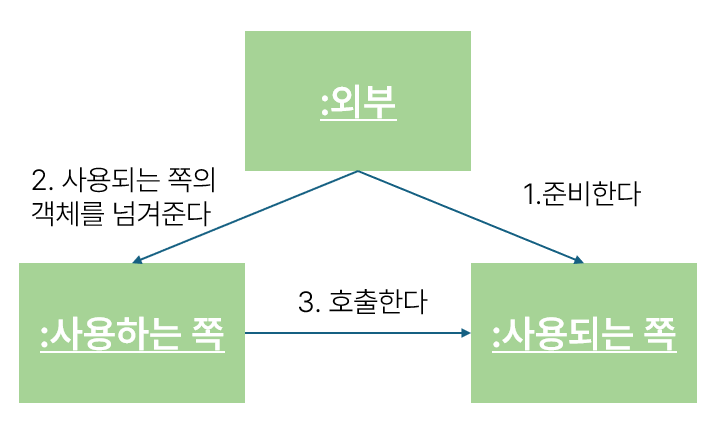 :외부
2. 사용되는 쪽의
객체를 넘겨준다
1.준비한다
:사용하는 쪽
3. 호출한다
:사용되는 쪽